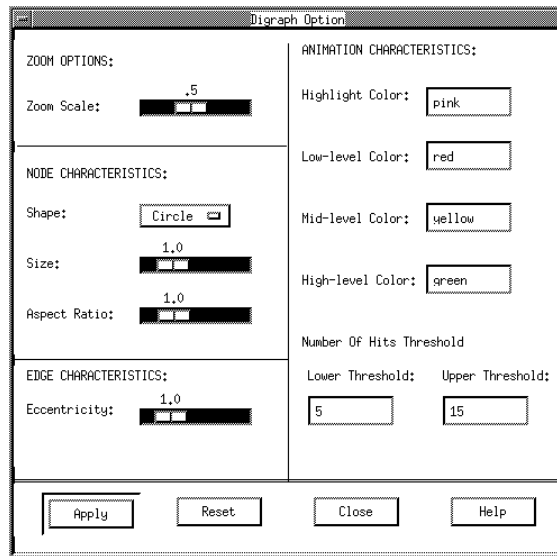 Digraph Option
ZOOM OPTIONS:
.5
Zoom Scale:
NODE CHARACTERISTICS:
Shape: Circle
1.0
Size:
1.0
Aspect Ratio:
EDGE CHARACTERISTICS:
1.0
Eccentricity:
ANIMATION CHARACTERISTICS:
Highlight Color: pink
Low-level Color: red
Mid-level Color: yellow
High-level Color: green
Number Of Hits Threshold
Lower Threshold: Upper Threshold:
5 15
Apply Reset Close Help